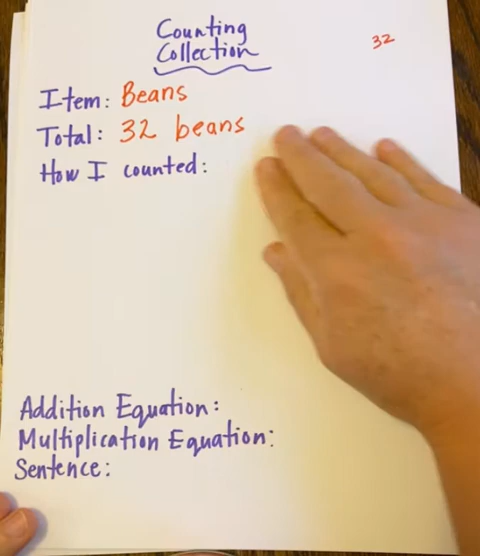 Counting
Collection
32
Item: Beans
Total: 32 beans
How I counted:
Addition Equation:
Multiplication Equation:
Sentence: